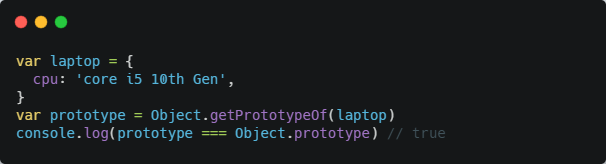 var laptop = {
  cpu: 'core i5 10th Gen',
}
var prototype = Object.getPrototypeOf(laptop)
console.log(prototype === Object.prototype) // true